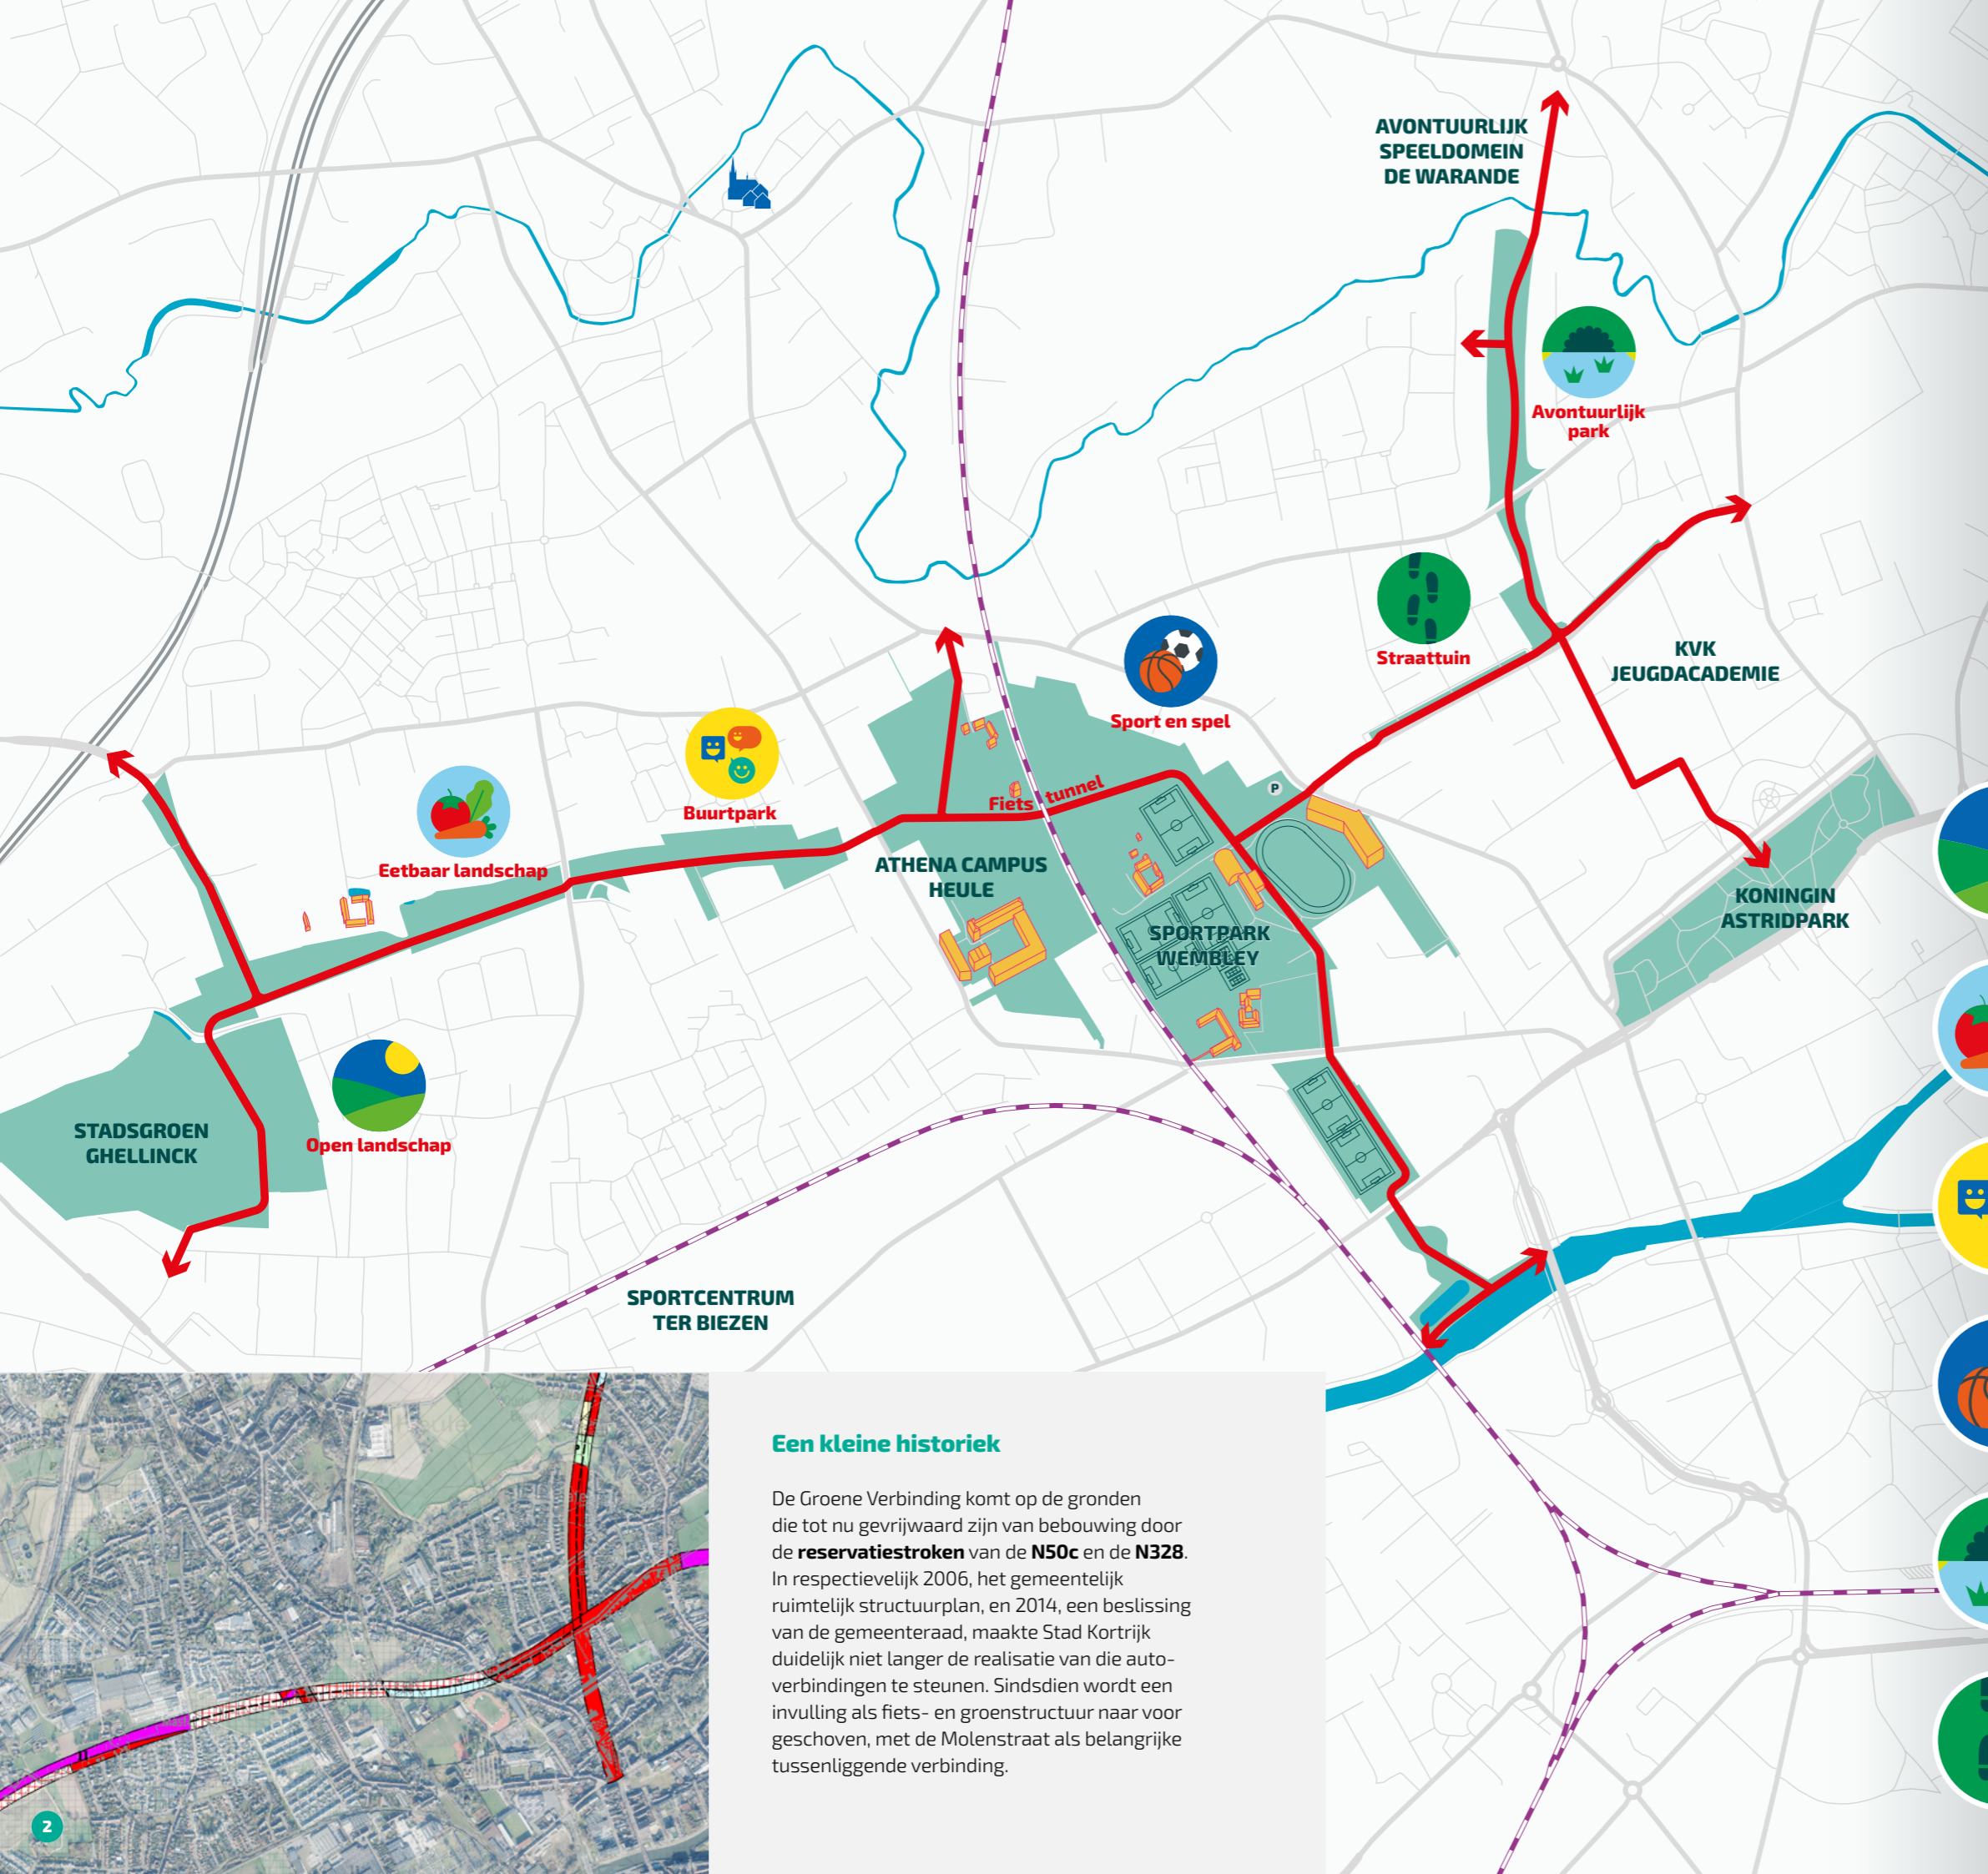 AVONTUURLIJK
SPEELDOMEIN
DE WARANDE
Avontuurlijk
park
Straattuin
KVK
JEUGDACADEMIE
Sport en spel
Buurtpark
Fiets tunnel
P
Eetbaar landschap
ATHENA CAMPUS
HEULE
SPORTPARK
WEMBLEY
KONINGIN
ASTRIDPARK
STADSGROEN
GHELLINCK
Open landschap
SPORTCENTRUM
TER BIEZEN
Een kleine historiek
De Groene Verbinding komt op de gronden
die tot nu gevrijwaard zijn van bebouwing door
de reservatiestroken van de N50c en de N328.
In respectievelijk 2006, het gemeentelijk
ruimtelijk structuurplan, en 2014, een beslissing
van de gemeenteraad, maakte Stad Kortrijk
duidelijk niet langer de realisatie van die auto-
verbindingen te steunen. Sindsdien wordt een
invulling als fiets- en groenstructuur naar voor
geschoven, met de Molenstraat als belangrijke
tussenliggende verbinding.
2